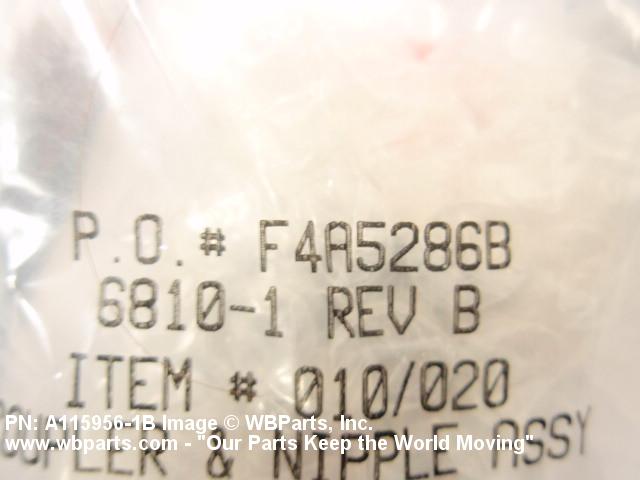 P.O.# F4A5286B
6810-1 REV B
ITEM # 010/020
PN: A115956-1B Image © WBParts, Inc.
www.wbparts.com - "Our Parts Keep the World Moving"
& NIPPLE ASSY